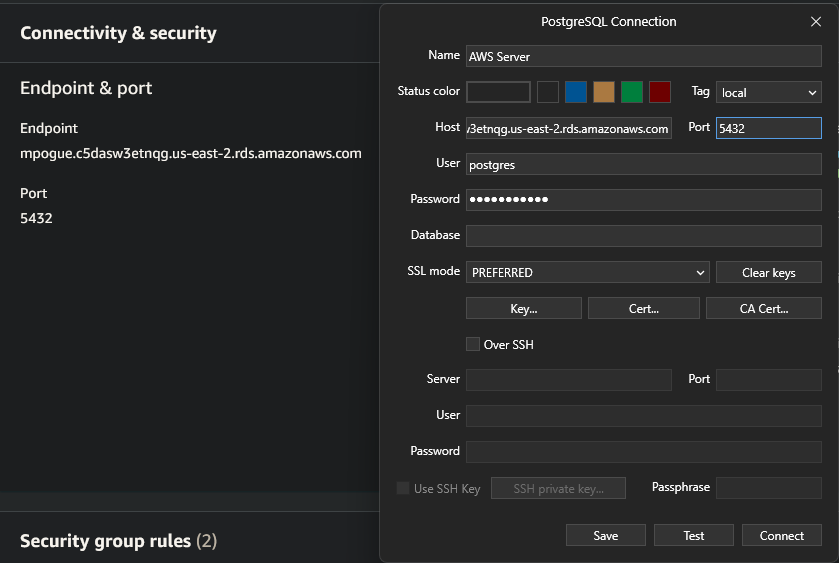 Connectivity & security
Endpoint & port
Endpoint
mpogue.c5dasw3etnqg.us-east-2.rds.amazonaws.com
Port
5432
Security group rules (2)
PostgreSQL Connection
Name AWS Server
Status color Tag local
Host w3etnqg.us-east-2.rds.amazonaws.com Port 5432
User postgres
Password •••••••••••
Database
SSL mode PREFERRED Clear keys
Key... Cert... CA Cert...
Over SSH
Server Port
User
Password
Use SSH Key SSH private key... Passphrase
Save Test Connect